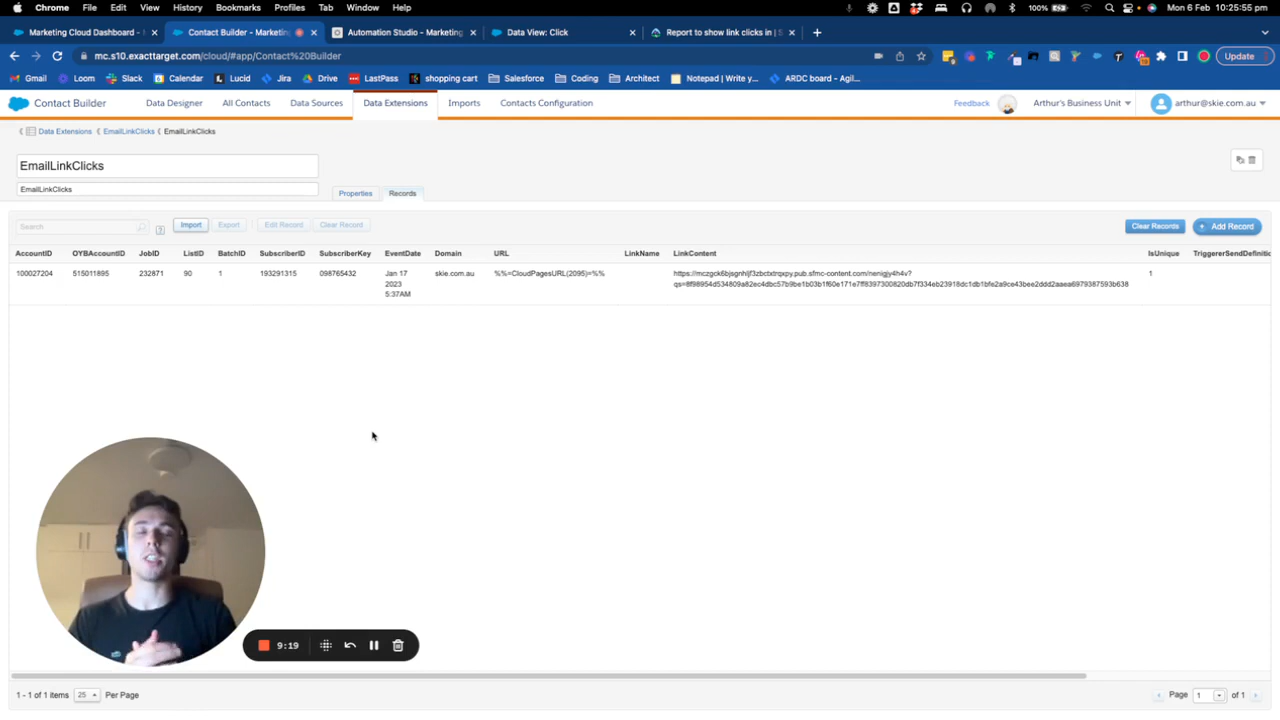 Chrome File Edit View History Bookmarks Profiles Tab Window Help 100% Mon 6 Feb 10:25:55 pm
Marketing Cloud Dashboard - Contact Builder - Marketing Automation Studio - Marketing Data View: Click Report to show link clicks in | S
mc.s10.exacttarget.com/cloud/#app/Contact%20Builder Update
Gmail Loom Slack Calendar Lucid Jira Drive LastPass shopping cart Salesforce Coding Architect Notepad | Write y... ARDC board - Agil...
Contact Builder Data Designer All Contacts Data Sources Data Extensions Imports Contacts Configuration Feedback Arthur's Business Unit arthur@skie.com.au
Data Extensions EmailLinkClicks EmailLinkClicks
EmailLinkClicks
EmailLinkClicks Properties Records
Search Import Export Edit Record Clear Record Clear Records + Add Record
AccountID OYBAccountID JobID ListID BatchID SubscriberID SubscriberKey EventDate Domain URL LinkName LinkContent IsUnique
100027204 515011895 232871 90 1 193291315 098765432 Jan 17 skie.com.au %%=CloudPagesURL(2095)=%% 1
2023
5:37AM
9:19
1 - 1 of 1 items 25 Per Page Page 1 of 1